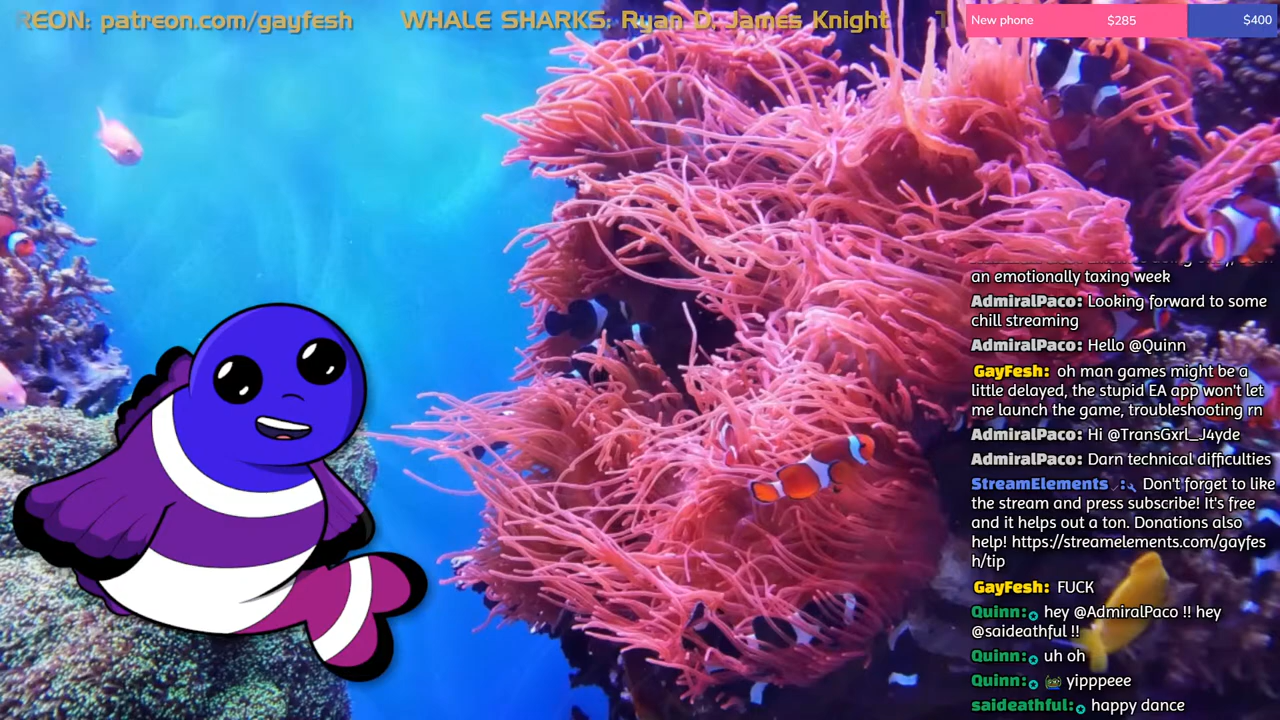 REON: patreon.com/gayfesh WHALE SHARKS: Ryan D, James Knight T
New phone $285 $400
an emotionally taxing week
AdmiralPaco: Looking forward to some
chill streaming
AdmiralPaco: Hello @Quinn
GayFesh: oh man games might be a
little delayed, the stupid EA app won't let
me launch the game, troubleshooting rn
AdmiralPaco: Hi @TransGxrl_J4yde
AdmiralPaco: Darn technical difficulties
StreamElements: Don't forget to like
the stream and press subscribe! It's free
and it helps out a ton. Donations also
help! https://streamelements.com/gayfes
h/tip
GayFesh: FUCK
Quinn: hey @AdmiralPaco !! hey
@saideathful !!
Quinn: uh oh
Quinn: yipppeee
saideathful: happy dance